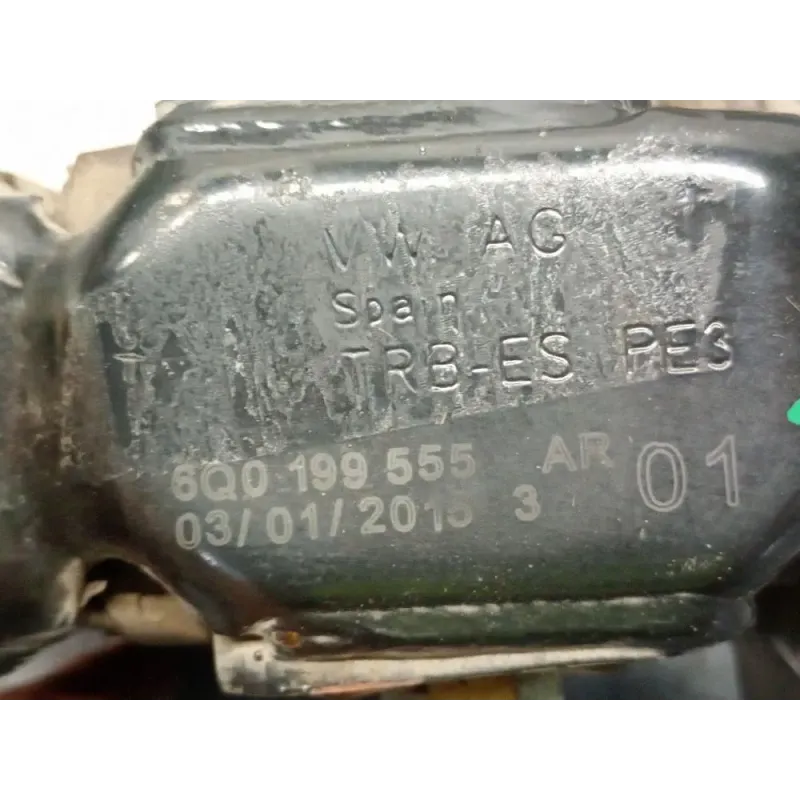 VW AG
Spain
TRB-ES PE3
6Q0 199 555 AR 01
03/01/2015 3